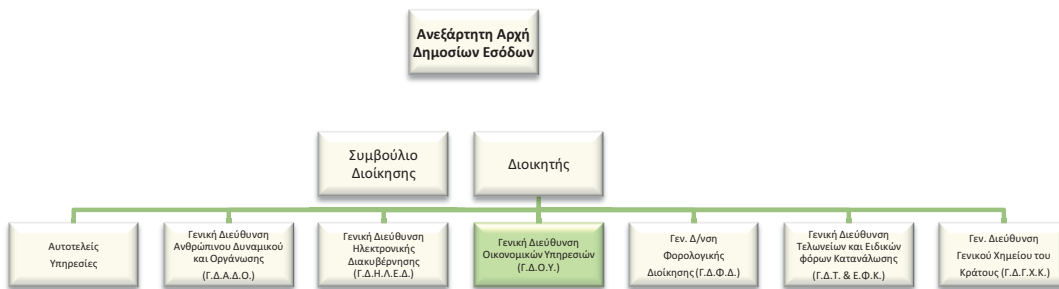 Ανεξάρτητη Αρχή
Δημοσίων Εσόδων
Συμβούλιο
Διοίκησης
Διοικητής
Αυτοτελείς
Υπηρεσίες
Γενική Διεύθυνση
Ανθρώπινου Δυναμικού
και Οργάνωσης
(Γ.Δ.Α.Δ.Ο.)
Γενική Διεύθυνση
Ηλεκτρονικής
Διακυβέρνησης
(Γ.Δ.Η.Λ.Ε.Δ.)
Γενική Διεύθυνση
Οικονομικών Υπηρεσιών
(Γ.Δ.Ο.Υ.)
Γεν. Δ/νση
Φορολογικής
Διοίκησης (Γ.Δ.Φ.Δ.)
Γενική Διεύθυνση
Τελωνείων και Ειδικών
φόρων Κατανάλωσης
(Γ.Δ.Τ. & Ε.Φ.Κ.)
Γεν. Διεύθυνση
Γενικού Χημείου του
Κράτους (Γ.Δ.Γ.Χ.Κ.)